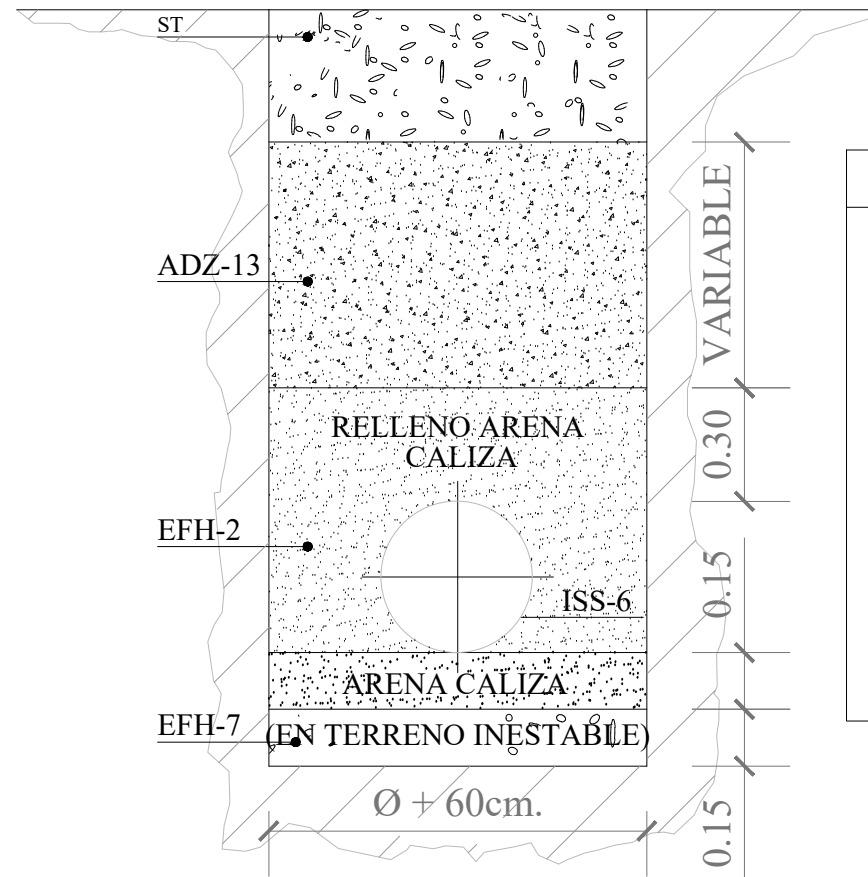 ST
VARIABLE
ADZ-13
RELLENO ARENA
CALIZA
0.30
EFH-2
0.15
ISS-6
ARENA CALIZA
EFH-7
(EN TERRENO INESTABLE)
Ø + 60cm.
0.15